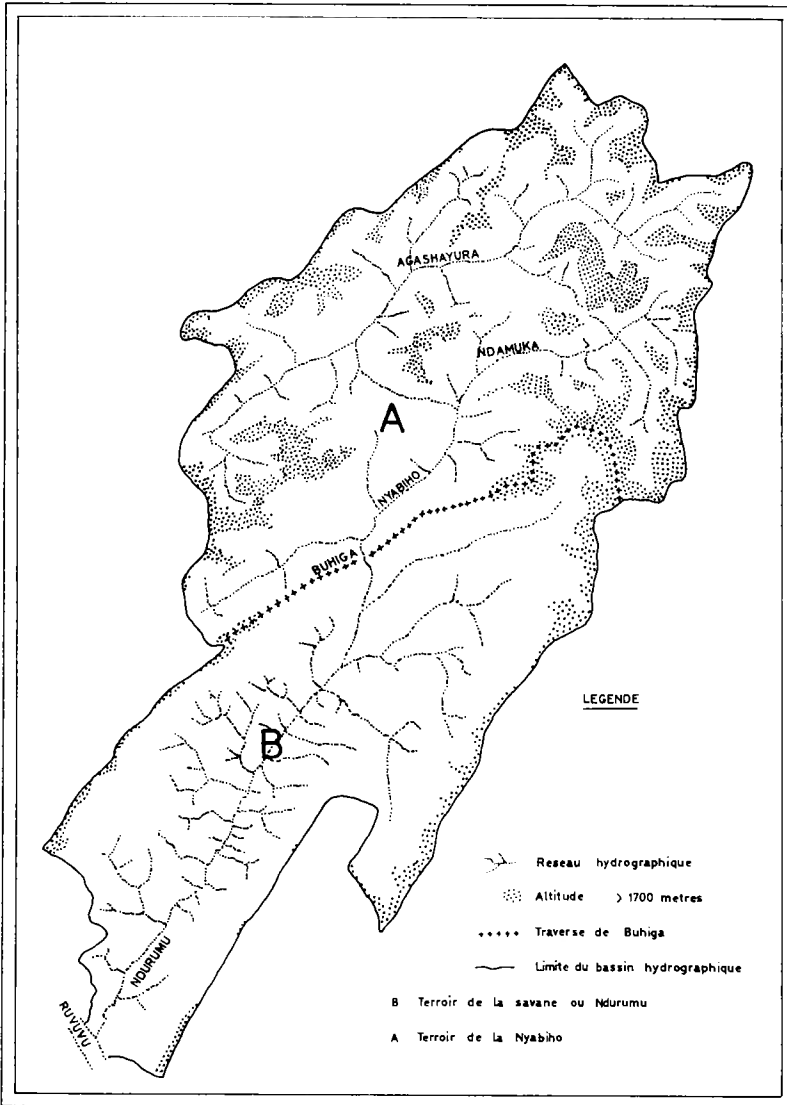 AGASHAYURA
NDAMUKA
A
NYABIHO
BUHIGA
B
NDURUMU
RUVUVU
LEGENDE
Reseau hydrographique
Altitude > 1700 metres
Traverse de Buhiga
Limite du bassin hydrographique
B Terroir de la savane ou Ndurumu
A Terroir de la Nyabiho